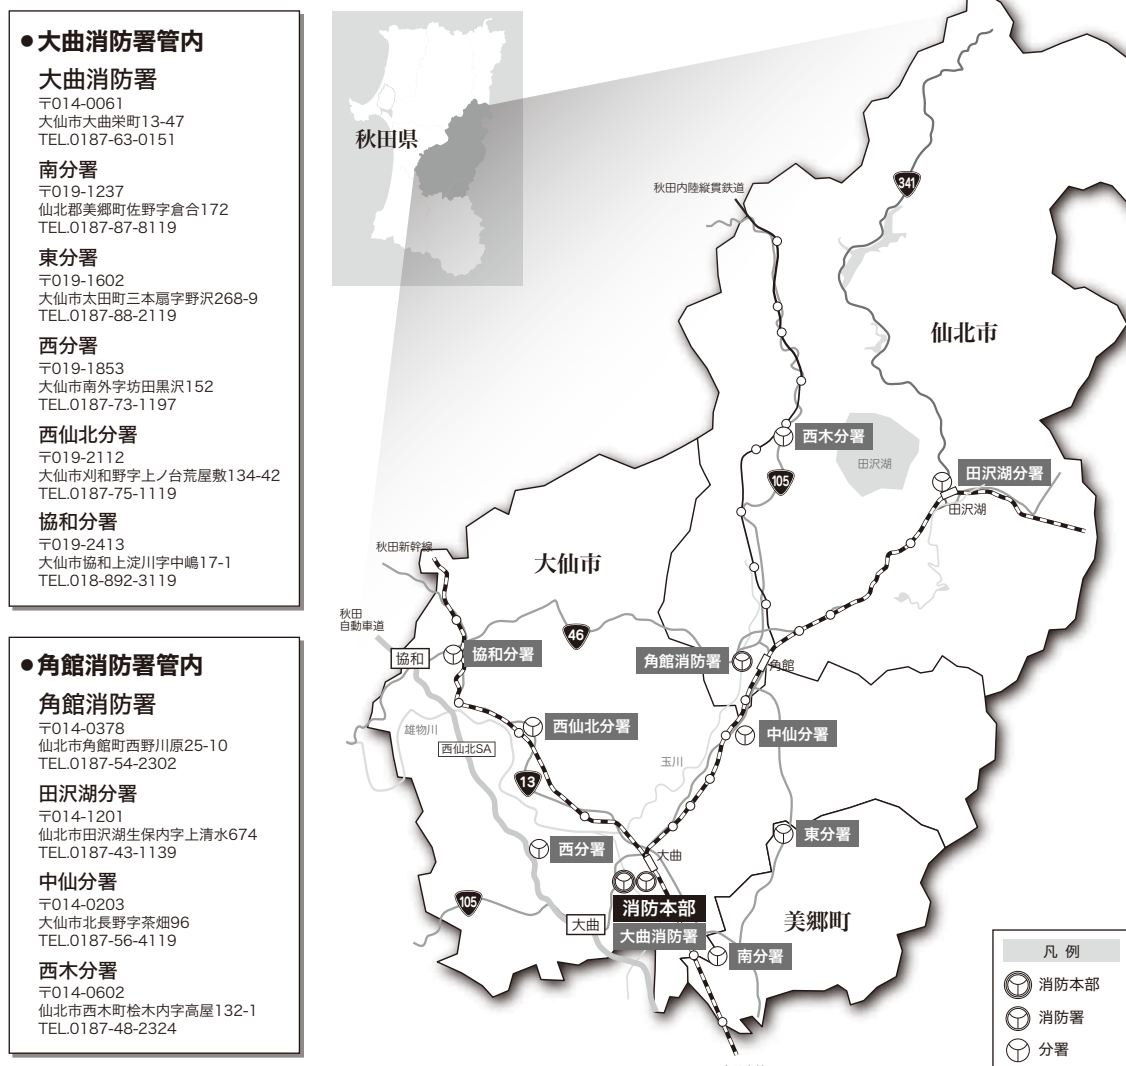 ●大曲消防署管内
大曲消防署
〒014-0061
大仙市大曲栄町13-47
TEL.0187-63-0151
南分署
〒019-1237
仙北郡美郷町佐野字倉合172
TEL.0187-87-8119
東分署
〒019-1602
大仙市太田町三本扇字野沢268-9
TEL.0187-88-2119
西分署
〒019-1853
大仙市南外字坊田黒沢152
TEL.0187-73-1197
西仙北分署
〒019-2112
大仙市刈和野字上ノ台荒屋敷134-42
TEL.0187-75-1119
協和分署
〒019-2413
大仙市協和上淀川字中嶋17-1
TEL.018-892-3119
●角館消防署管内
角館消防署
〒014-0378
仙北市角館町西野川原25-10
TEL.0187-54-2302
田沢湖分署
〒014-1201
仙北市田沢湖生保内字上清水674
TEL.0187-43-1139
中仙分署
〒014-0203
大仙市北長野字茶畑96
TEL.0187-56-4119
西木分署
〒014-0602
仙北市西木町桧木内字高屋132-1
TEL.0187-48-2324
秋田県
秋田内陸縦貫鉄道
341
仙北市
西木分署
田沢湖
田沢湖分署
105
田沢湖
秋田新幹線
大仙市
秋田
自動車道
46
協和
協和分署
角館消防署
角館
雄物川
西仙北分署
西仙北SA
中仙分署
玉川
13
東分署
西分署
大曲
105
消防本部
大曲
大曲消防署
美郷町
南分署
凡例
消防本部
消防署
分署